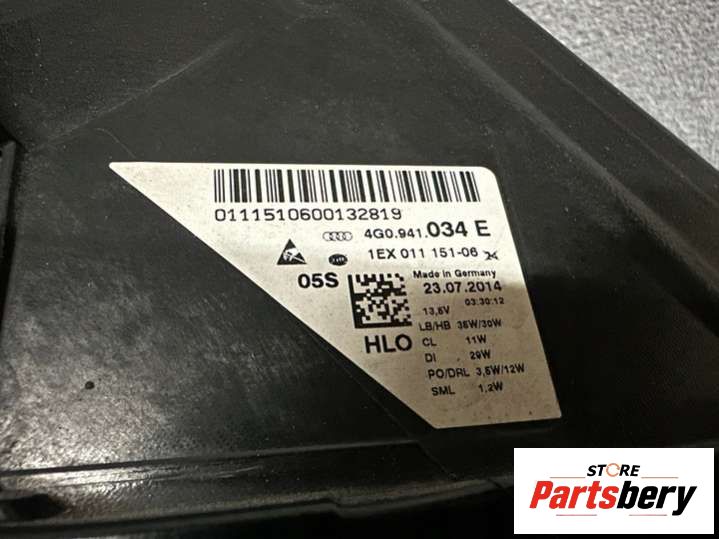 0111510600132819
4G0.941.034 E
1EX 011 151-06
05S
Made in Germany
23.07.2014
03:30:12
13,5V
LB/HB 35W/30W
HLO
CL 11W
DI 29W
PO/DRL 3,5W/12W
SML 1,2W
STORE
Partsbery